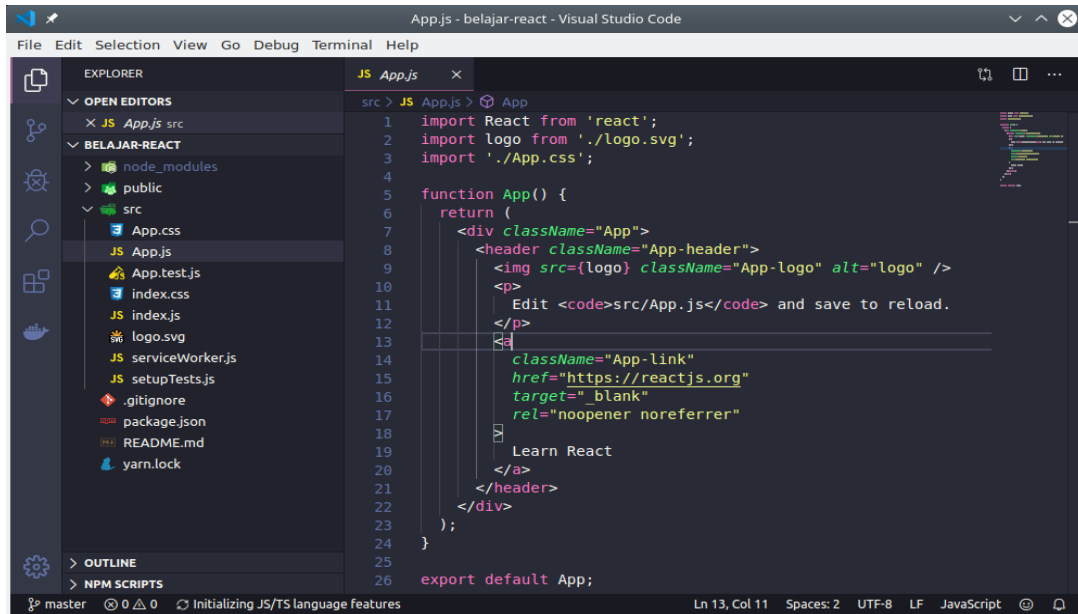 App.js - belajar-react - Visual Studio Code
File Edit Selection View Go Debug Terminal Help
EXPLORER
OPEN EDITORS
JS App.js src
BELAJAR-REACT
node_modules
public
src
App.css
JS App.js
App.test.js
index.css
JS index.js
logo.svg
JS serviceWorker.js
JS setupTests.js
.gitignore
package.json
README.md
yarn.lock
OUTLINE
NPM SCRIPTS
JS App.js
src > JS App.js > App
1 import React from 'react';
2 import logo from './logo.svg';
3 import './App.css';
4
5 function App() {
6 return (
7 <div className="App">
8 <header className="App-header">
9 <img src={logo} className="App-logo" alt="logo" />
10 <p>
11 Edit <code>src/App.js</code> and save to reload.
12 </p>
13 <a
14 className="App-link"
15 href="https://reactjs.org"
16 target="_blank"
17 rel="noopener noreferrer"
18 >
19 Learn React
20 </a>
21 </header>
22 </div>
23 );
24 }
25
26 export default App;
master 0 0 Initializing JS/TS language features Ln 13, Col 11 Spaces: 2 UTF-8 LF JavaScript